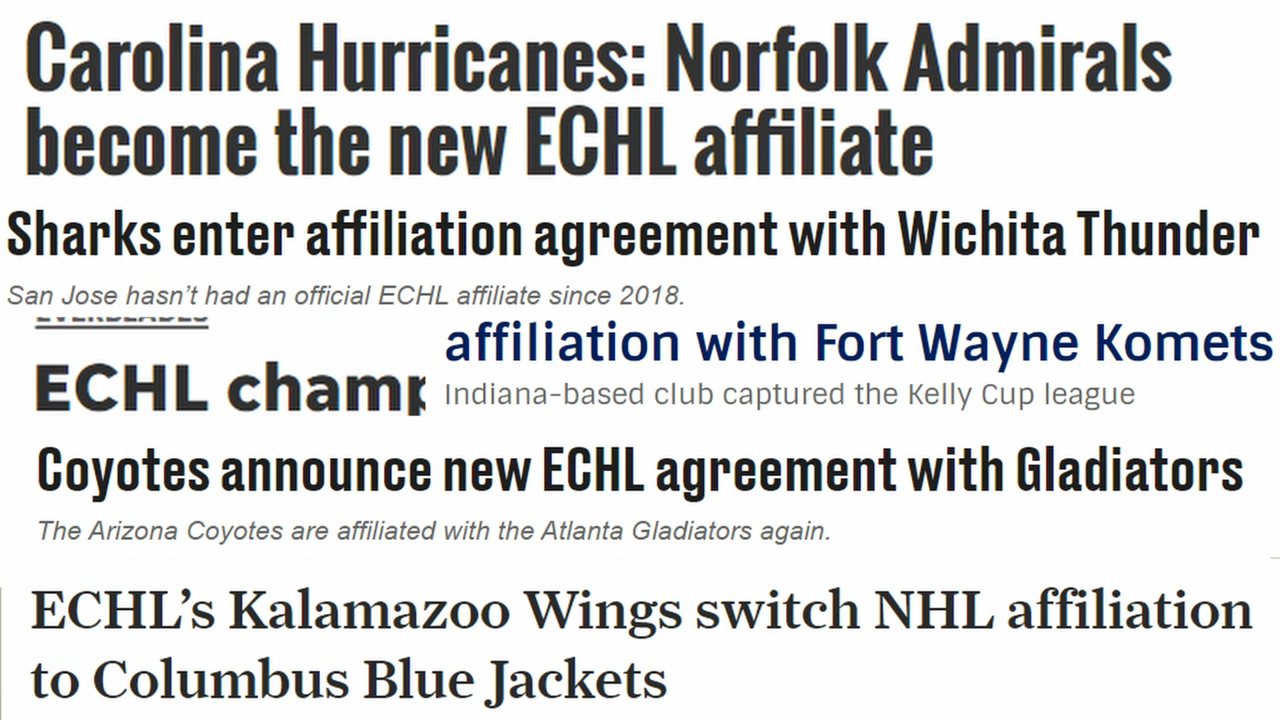 Carolina Hurricanes: Norfolk Admirals
become the new ECHL affiliate
Sharks enter affiliation agreement with Wichita Thunder
San Jose hasn't had an official ECHL affiliate since 2018.
ECHL
affiliation with Fort Wayne Komets
Indiana-based club captured the Kelly Cup league
Coyotes announce new ECHL agreement with Gladiators
The Arizona Coyotes are affiliated with the Atlanta Gladiators again.
ECHL’s Kalamazoo Wings switch NHL affiliation
to Columbus Blue Jackets